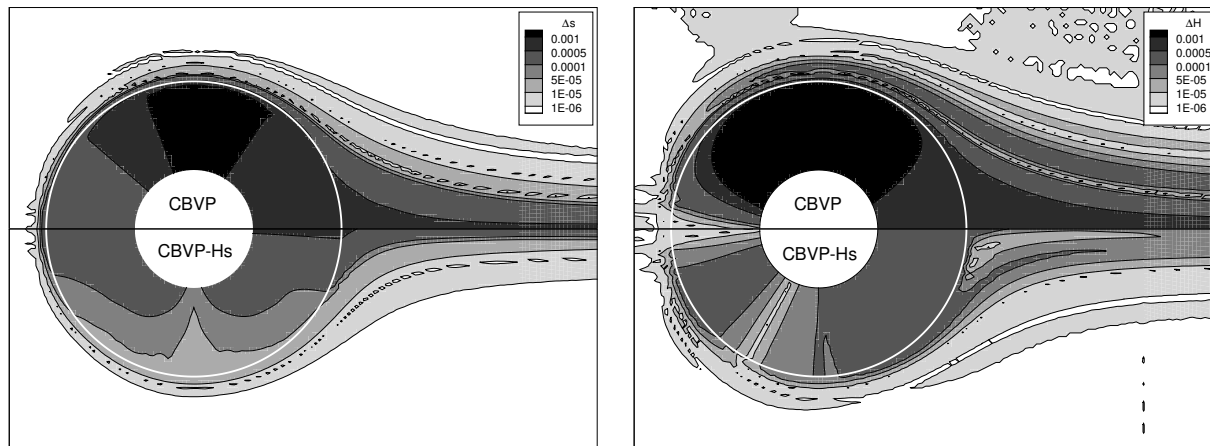 Δs
0.001
0.0005
0.0001
5E-05
1E-05
1E-06
CBVP
CBVP-Hs
ΔH
0.001
0.0005
0.0001
5E-05
1E-05
1E-06
CBVP
CBVP-Hs